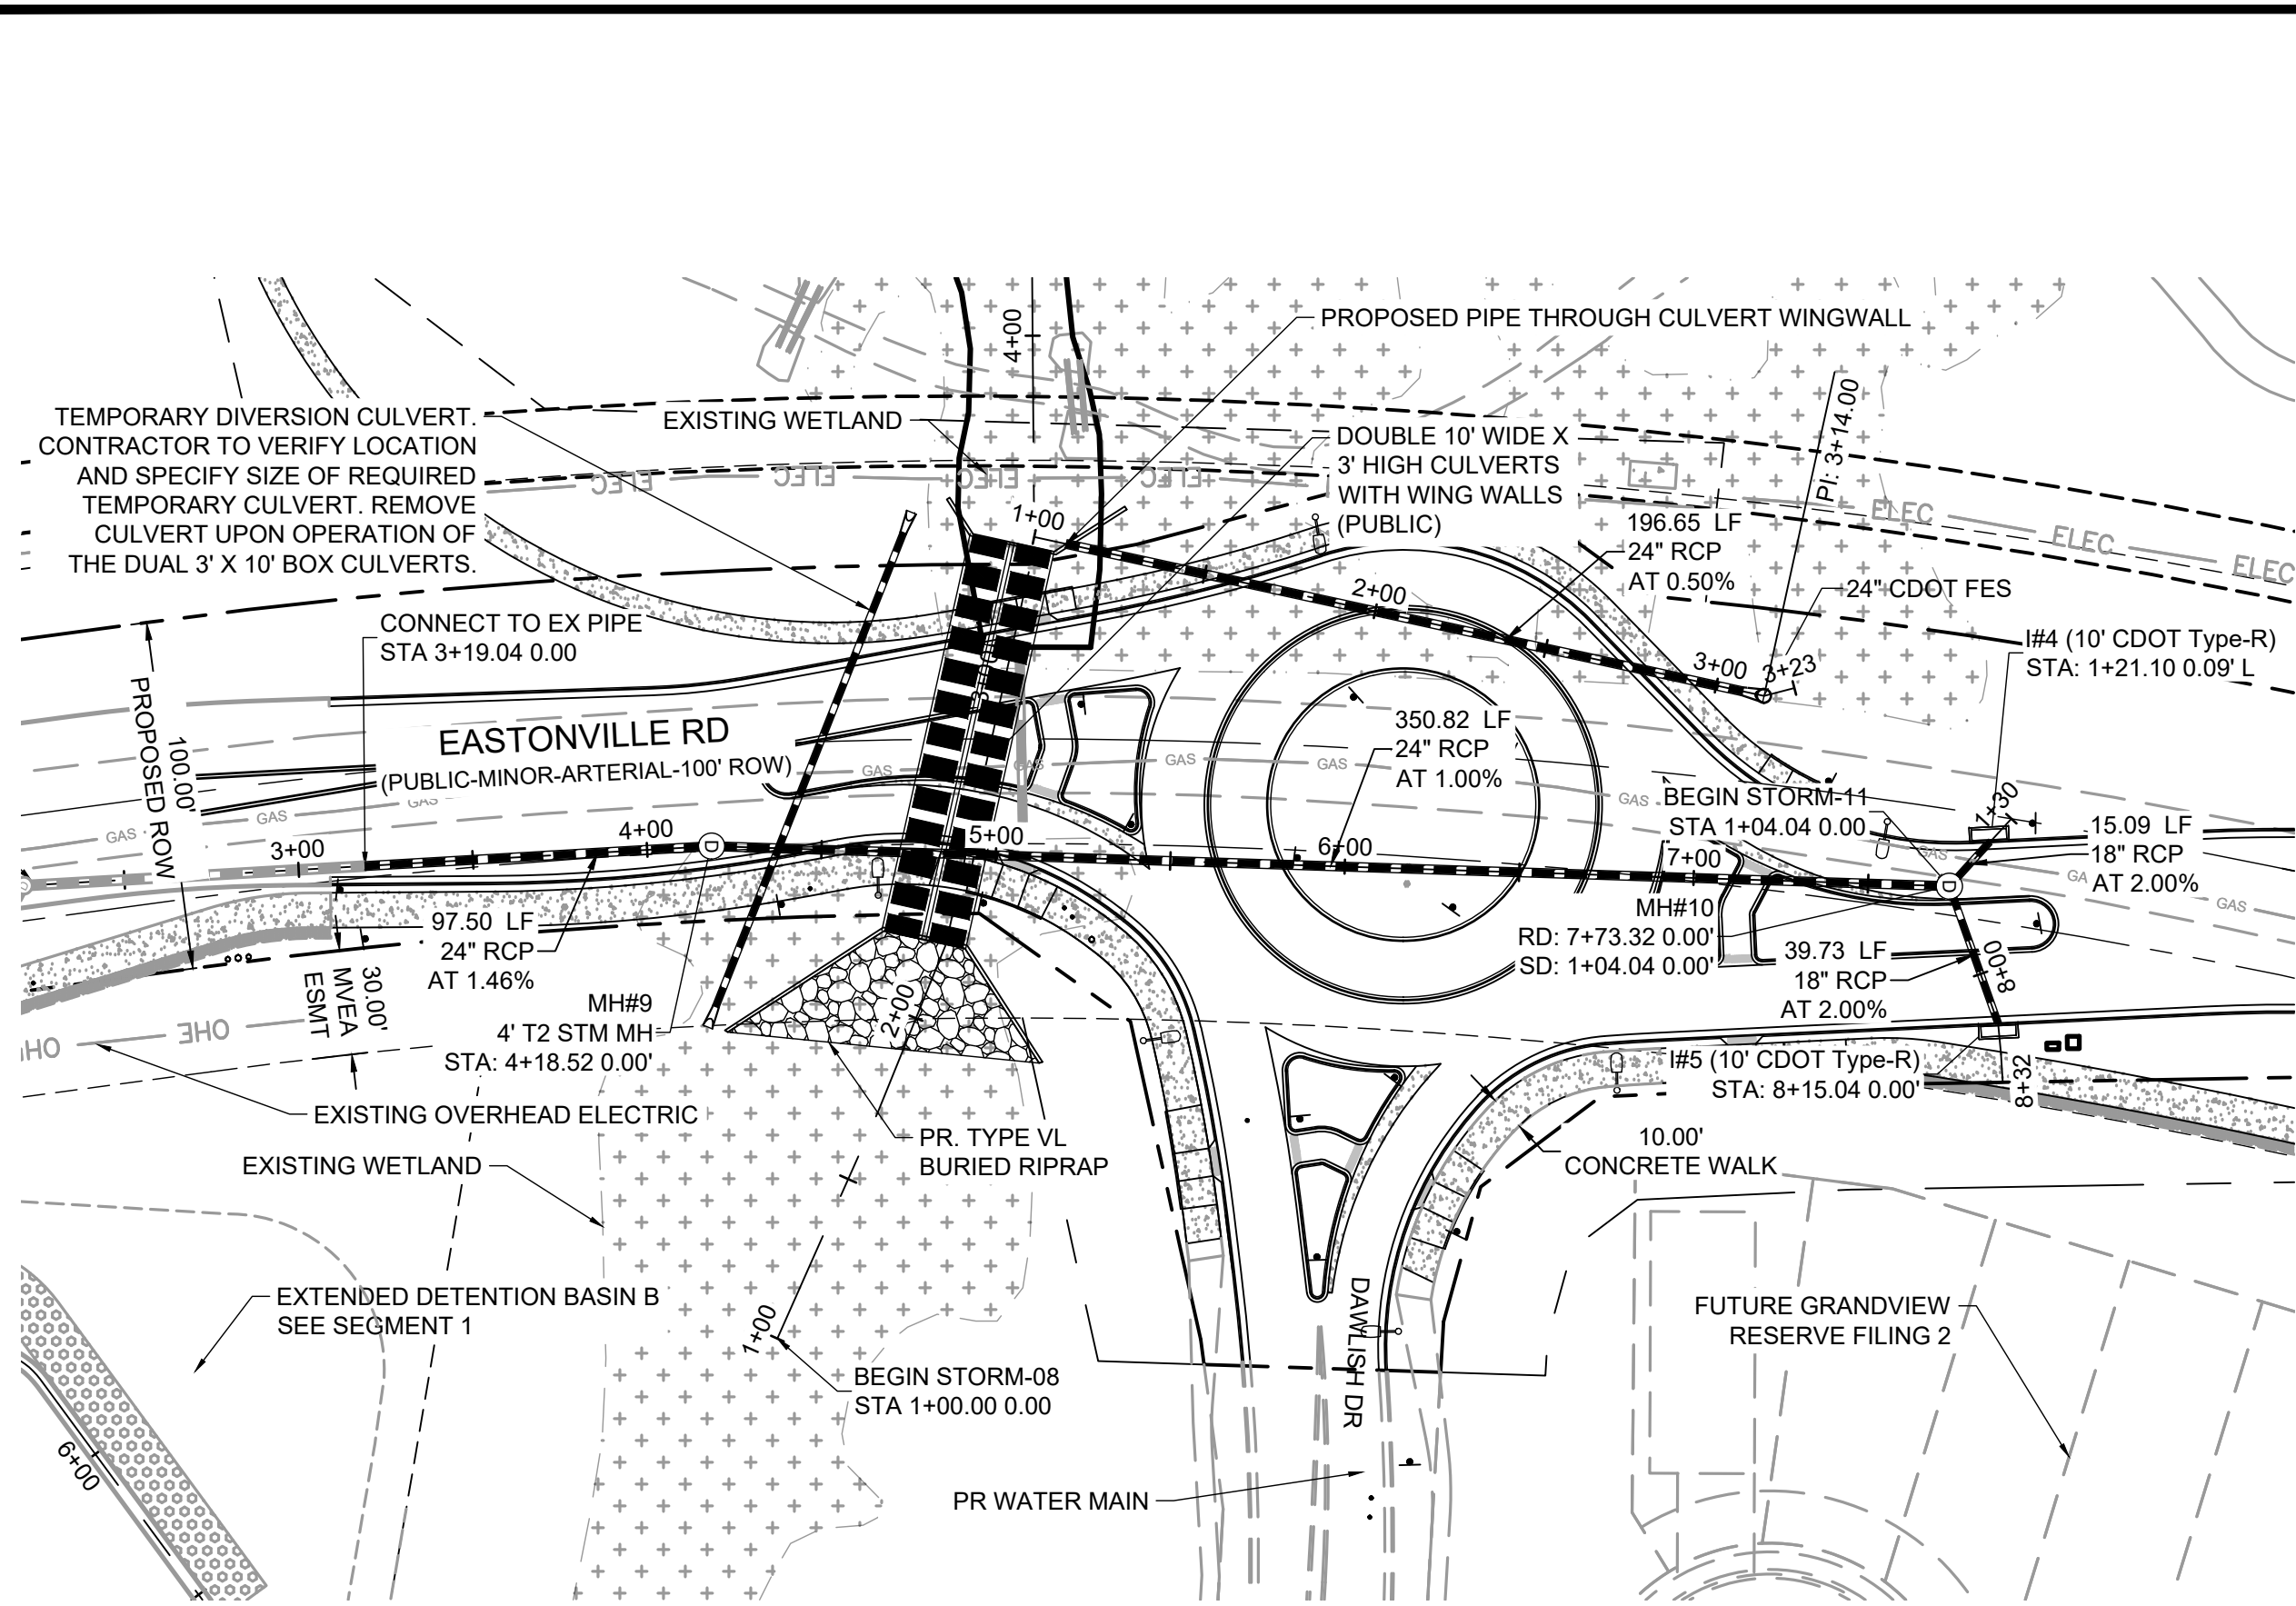 PROPOSED PIPE THROUGH CULVERT WINGWALL
4+00
TEMPORARY DIVERSION CULVERT.
CONTRACTOR TO VERIFY LOCATION
AND SPECIFY SIZE OF REQUIRED
TEMPORARY CULVERT. REMOVE
CULVERT UPON OPERATION OF
THE DUAL 3' X 10' BOX CULVERTS.
EXISTING WETLAND
DOUBLE 10' WIDE X
3' HIGH CULVERTS
WITH WING WALLS
(PUBLIC)
PI: 3+14.00
ELEC
ELEC
ELEC
ELEC
ELEC
ELEC
ELEC
1+00
196.65 LF
24" RCP
AT 0.50%
2+00
24" CDOT FES
CONNECT TO EX PIPE
STA 3+19.04 0.00
I#4 (10' CDOT Type-R)
STA: 1+21.10 0.09' L
3+00
3+23
100.00'
PROPOSED ROW
EASTONVILLE RD
(PUBLIC-MINOR-ARTERIAL-100' ROW)
350.82 LF
24" RCP
AT 1.00%
GAS
GAS
GAS
GAS
GAS
GAS
GAS
GAS
GAS
GAS
GA
GAS
BEGIN STORM-11
STA 1+04.04 0.00
1+30
15.09 LF
18" RCP
AT 2.00%
3+00
4+00
5+00
6+00
7+00
97.50 LF
24" RCP
AT 1.46%
MH#10
RD: 7+73.32 0.00'
SD: 1+04.04 0.00'
39.73 LF
18" RCP
AT 2.00%
8+00
30.00'
MVEA
ESMT
OHE
OH
MH#9
4' T2 STM MH
STA: 4+18.52 0.00'
2+00
I#5 (10' CDOT Type-R)
STA: 8+15.04 0.00'
8+32
EXISTING OVERHEAD ELECTRIC
PR. TYPE VL
BURIED RIPRAP
10.00'
CONCRETE WALK
EXISTING WETLAND
EXTENDED DETENTION BASIN B
SEE SEGMENT 1
1+00
DAWLISH DR
FUTURE GRANDVIEW
RESERVE FILING 2
BEGIN STORM-08
STA 1+00.00 0.00
6+00
PR WATER MAIN